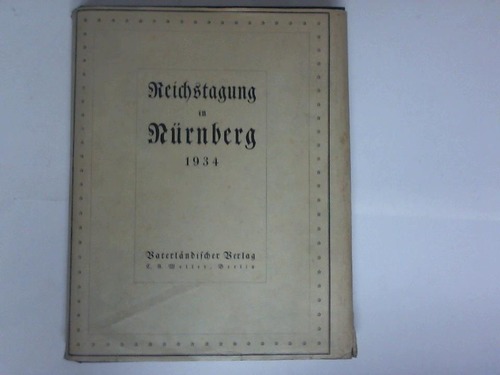 Reichstagung
in
Nürnberg
1934
Vaterländischer Verlag
C. A. Weller, Berlin